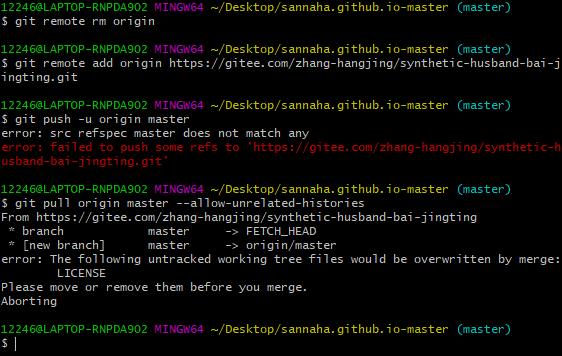 12246@LAPTOP-RNPDA902 MINGW64 ~/Desktop/sannaha.github.io-master (master)
$ git remote rm origin
12246@LAPTOP-RNPDA902 MINGW64 ~/Desktop/sannaha.github.io-master (master)
$ git remote add origin https://gitee.com/zhang-hangjing/synthetic-husband-bai-j
ingting.git
12246@LAPTOP-RNPDA902 MINGW64 ~/Desktop/sannaha.github.io-master (master)
$ git push -u origin master
error: src refspec master does not match any
error: failed to push some refs to 'https://gitee.com/zhang-hangjing/synthetic-h
usband-bai-jingting.git'
12246@LAPTOP-RNPDA902 MINGW64 ~/Desktop/sannaha.github.io-master (master)
$ git pull origin master --allow-unrelated-histories
From https://gitee.com/zhang-hangjing/synthetic-husband-bai-jingting
 * branch            master     -> FETCH_HEAD
 * [new branch]      master     -> origin/master
error: The following untracked working tree files would be overwritten by merge:
        LICENSE
Please move or remove them before you merge.
Aborting
12246@LAPTOP-RNPDA902 MINGW64 ~/Desktop/sannaha.github.io-master (master)
$